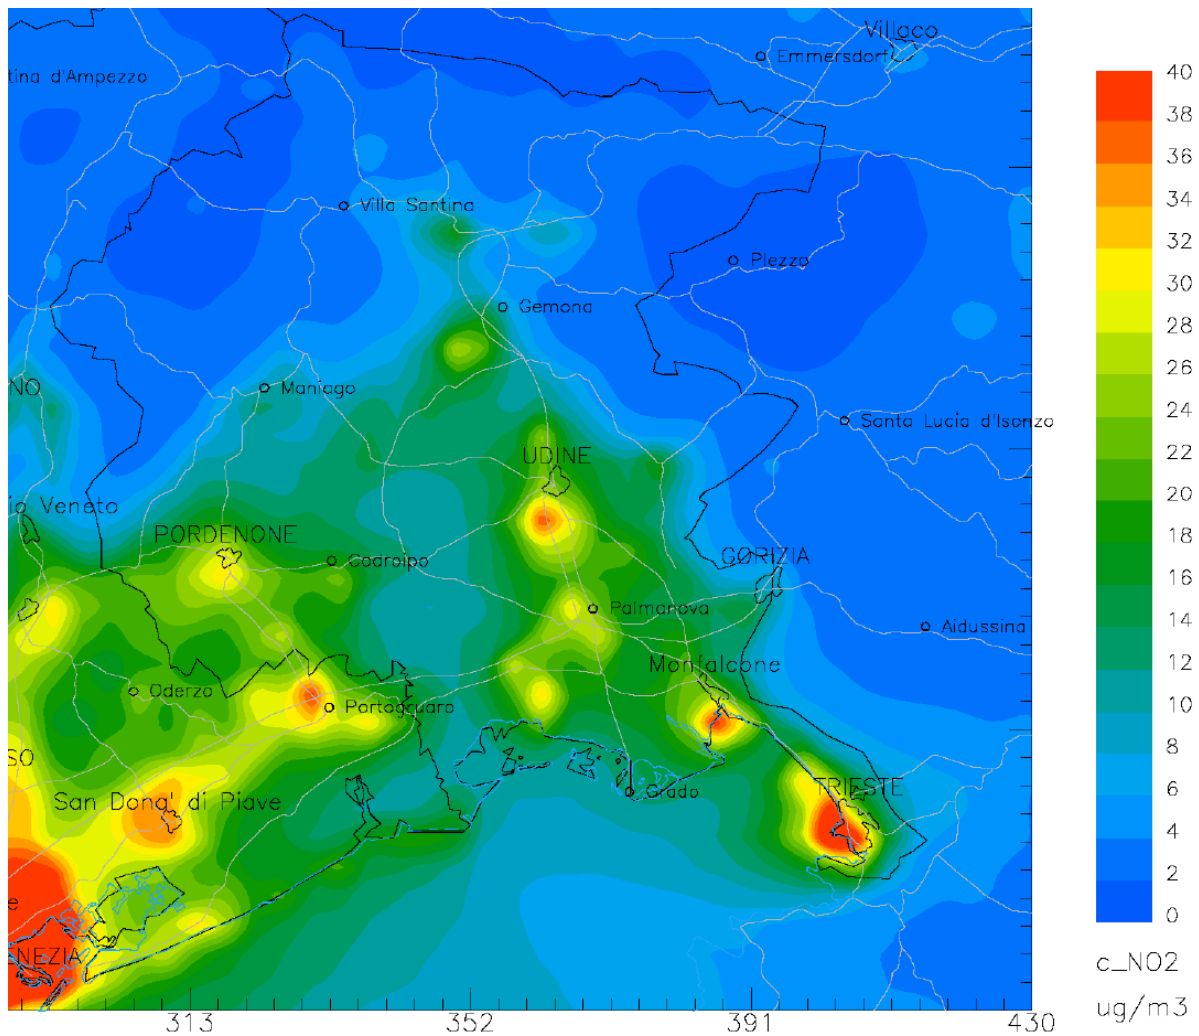 Villaco
Emmersdorf
tina d'Ampezzo
Villa Santina
Plezzo
Gemona
NO
Maniago
Santa Lucia d'Isonzo
UDINE
io Veneto
PORDENONE
Codroipo
GORIZIA
Palmanova
Aidussina
Monfalcone
Oderzo
Portogruaro
SO
San Dona' di Piave
TRIESTE
Grado
e
NEZIA
313 352 391 430
40
38
36
34
32
30
28
26
24
22
20
18
16
14
12
10
8
6
4
2
0
c_NO2
ug/m3